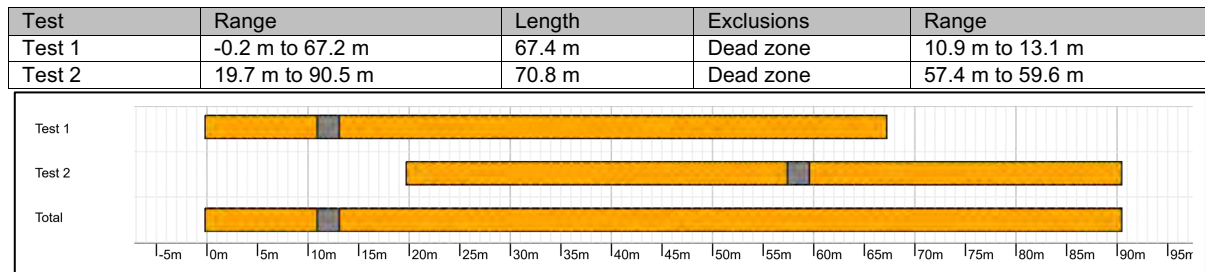 Test Range Length Exclusions Range
Test 1 -0.2 m to 67.2 m 67.4 m Dead zone 10.9 m to 13.1 m
Test 2 19.7 m to 90.5 m 70.8 m Dead zone 57.4 m to 59.6 m
Test 1
Test 2
Total
-5m 0m 5m 10m 15m 20m 25m 30m 35m 40m 45m 50m 55m 60m 65m 70m 75m 80m 85m 90m 95m